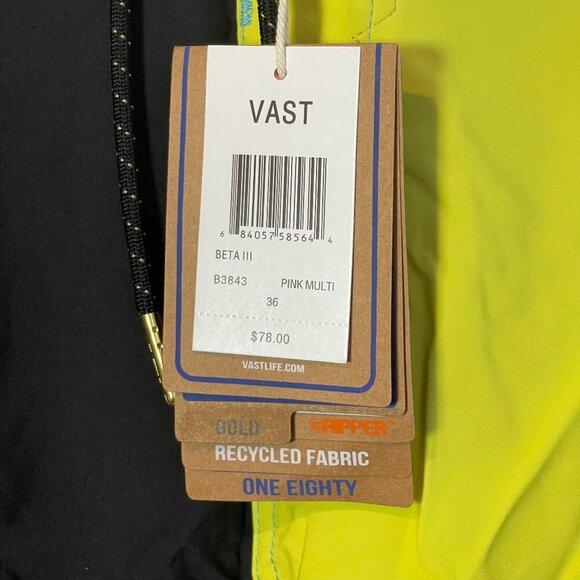 VAST
6 84057 58564 4
BETA III
B3843 PINK MULTI
36
$78.00
VASTLIFE.COM
GOLD GRIPPER
RECYCLED FABRIC
ONE EIGHTY